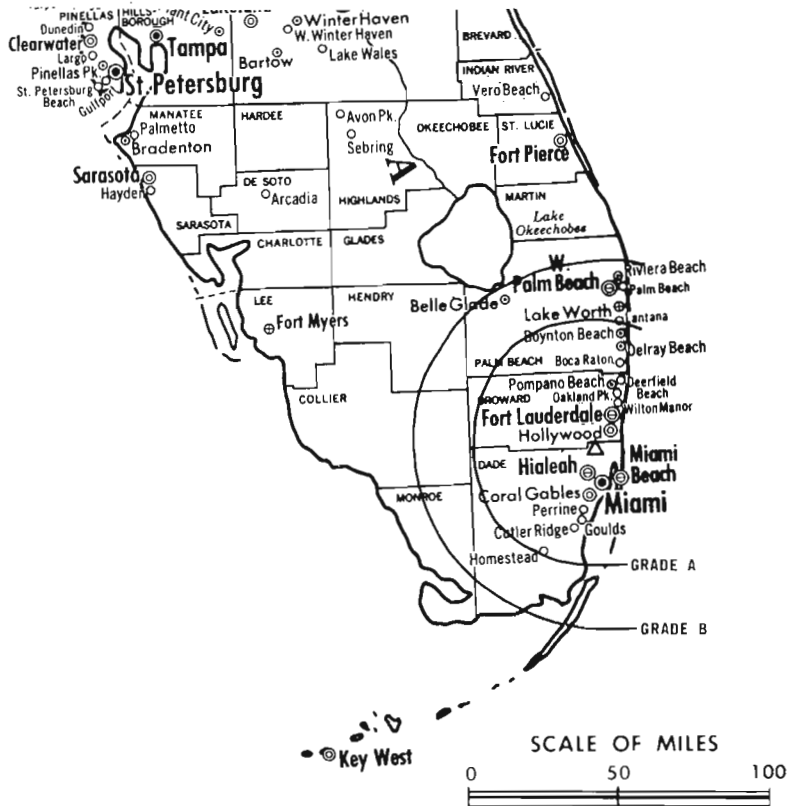 PINELLAS
HILLS-
BOROUGH
Plant City
Dunedin
Clearwater
Tampa
Largo
Pinellas Pk.
St. Petersburg
St. Petersburg
Beach
Gulfport
Winter Haven
W. Winter Haven
Lake Wales
Bartow
BREVARD
INDIAN RIVER
Vero Beach
MANATEE
HARDEE
Palmetto
Bradenton
Avon Pk.
Sebring
OKEECHOBEE
ST. LUCIE
Fort Pierce
A
Sarasota
Hayden
DE SOTO
Arcadia
HIGHLANDS
MARTIN
Lake
Okeechobee
SARASOTA
CHARLOTTE
GLADES
W.
Palm Beach
Riviera Beach
Palm Beach
LEE
HENDRY
Belle Glade
Fort Myers
Lake Worth
Lantana
Boynton Beach
Delray Beach
PALM BEACH
Boca Raton
COLLIER
Pompano Beach
Deerfield
Beach
BROWARD
Oakland Pk.
Wilton Manor
Fort Lauderdale
Hollywood
DADE
Hialeah
Miami
Beach
MONROE
Coral Gables
Miami
Perrine
Cutler Ridge
Goulds
Homestead
GRADE A
GRADE B
Key West
SCALE OF MILES
0 50 100